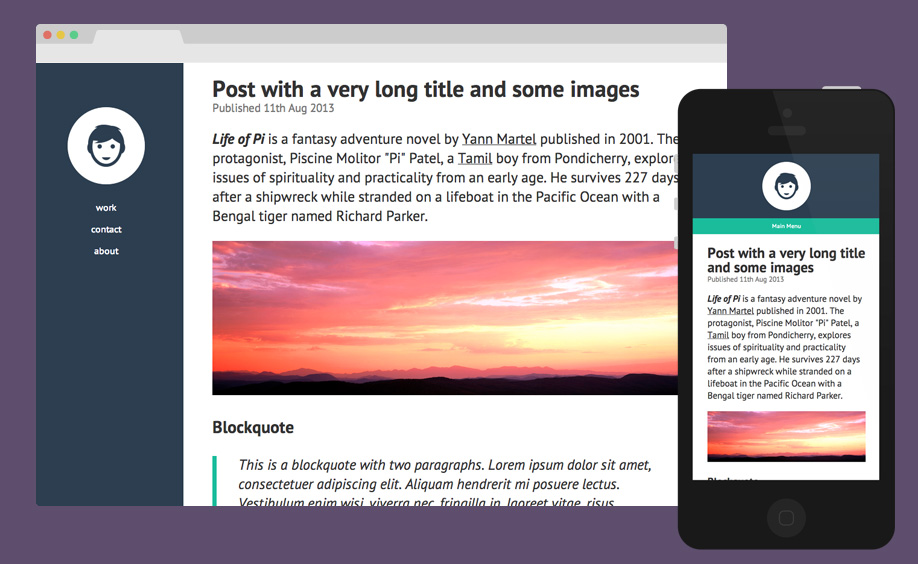 work
contact
about
Post with a very long title and some images
Published 11th Aug 2013
Life of Pi is a fantasy adventure novel by Yann Martel published in 2001. The
protagonist, Piscine Molitor "Pi" Patel, a Tamil boy from Pondicherry, explor
issues of spirituality and practicality from an early age. He survives 227 days
after a shipwreck while stranded on a lifeboat in the Pacific Ocean with a
Bengal tiger named Richard Parker.
Blockquote
This is a blockquote with two paragraphs. Lorem ipsum dolor sit amet,
consectetuer adipiscing elit. Aliquam hendrerit mi posuere lectus.
Vestibulum enim wisi, viverra nec, fringilla in, laoreet vitae, risus.
Main Menu
Post with a very long title
and some images
Published 11th Aug 2013
Life of Pi is a fantasy adventure novel by
Yann Martel published in 2001. The
protagonist, Piscine Molitor "Pi" Patel, a
Tamil boy from Pondicherry, explores
issues of spirituality and practicality
from an early age. He survives 227 days
after a shipwreck while stranded on a
lifeboat in the Pacific Ocean with a
Bengal tiger named Richard Parker.